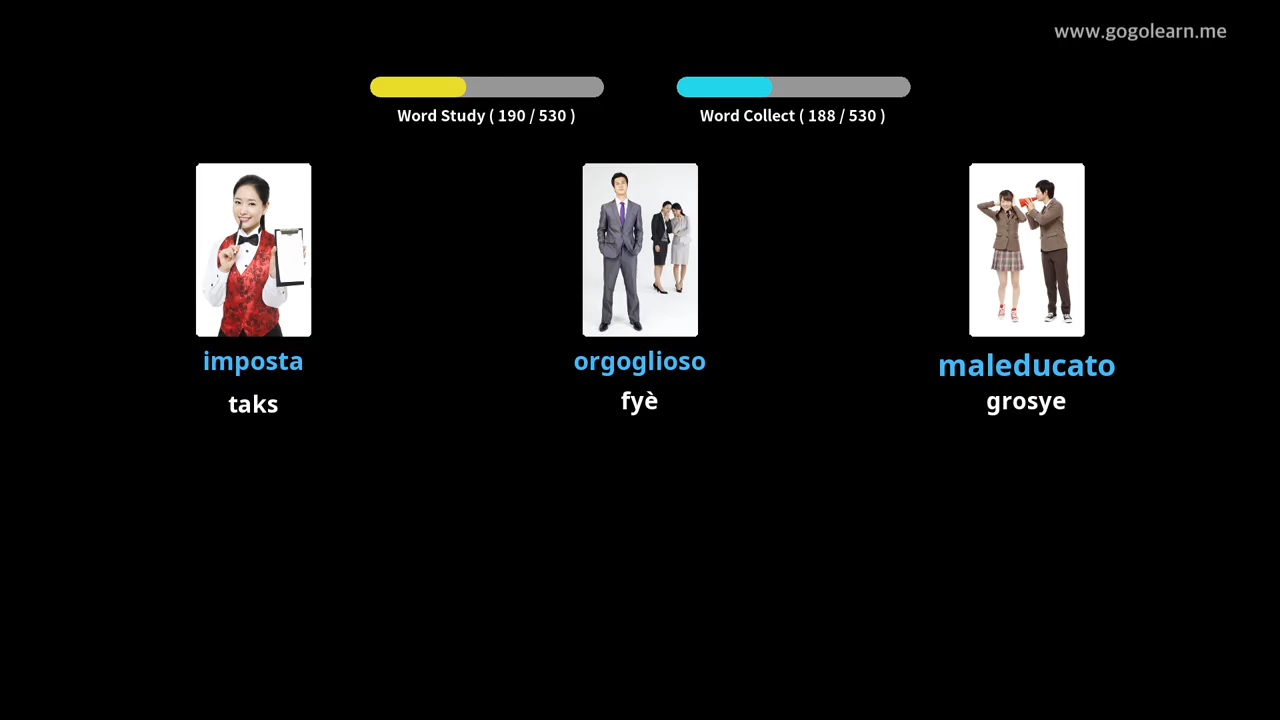 www.gogolearn.me
Word Study ( 190 / 530 )
Word Collect ( 188 / 530 )
imposta
orgoglioso
maleducato
taks
fyè
grosye